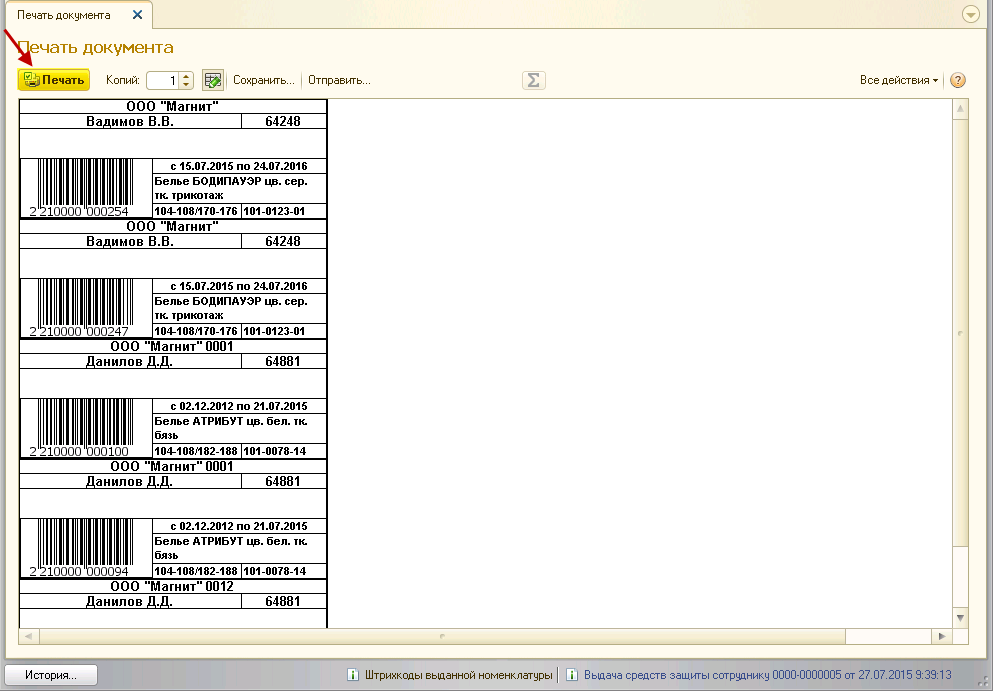 Печать документа
Печать документа
Печать Копий: 1 Сохранить... Отправить... Σ Все действия ?
ООО "Магнит"
Вадимов В.В. 64248
с 15.07.2015 по 24.07.2016
Белье БОДИПАУЭР цв. сер.
тк. трикотаж
2 210000 000254 104-108/170-176 101-0123-01
ООО "Магнит"
Вадимов В.В. 64248
с 15.07.2015 по 24.07.2016
Белье БОДИПАУЭР цв. сер.
тк. трикотаж
2 210000 000247 104-108/170-176 101-0123-01
ООО "Магнит" 0001
Данилов Д.Д. 64881
с 02.12.2012 по 21.07.2015
Белье АТРИБУТ цв. бел. тк.
бязь
2 210000 000100 104-108/182-188 101-0078-14
ООО "Магнит" 0001
Данилов Д.Д. 64881
с 02.12.2012 по 21.07.2015
Белье АТРИБУТ цв. бел. тк.
бязь
2 210000 000094 104-108/182-188 101-0078-14
ООО "Магнит" 0012
Данилов Д.Д. 64881
История... Штрихкоды выданной номенклатуры Выдача средств защиты сотруднику 0000-0000005 от 27.07.2015 9:39:13